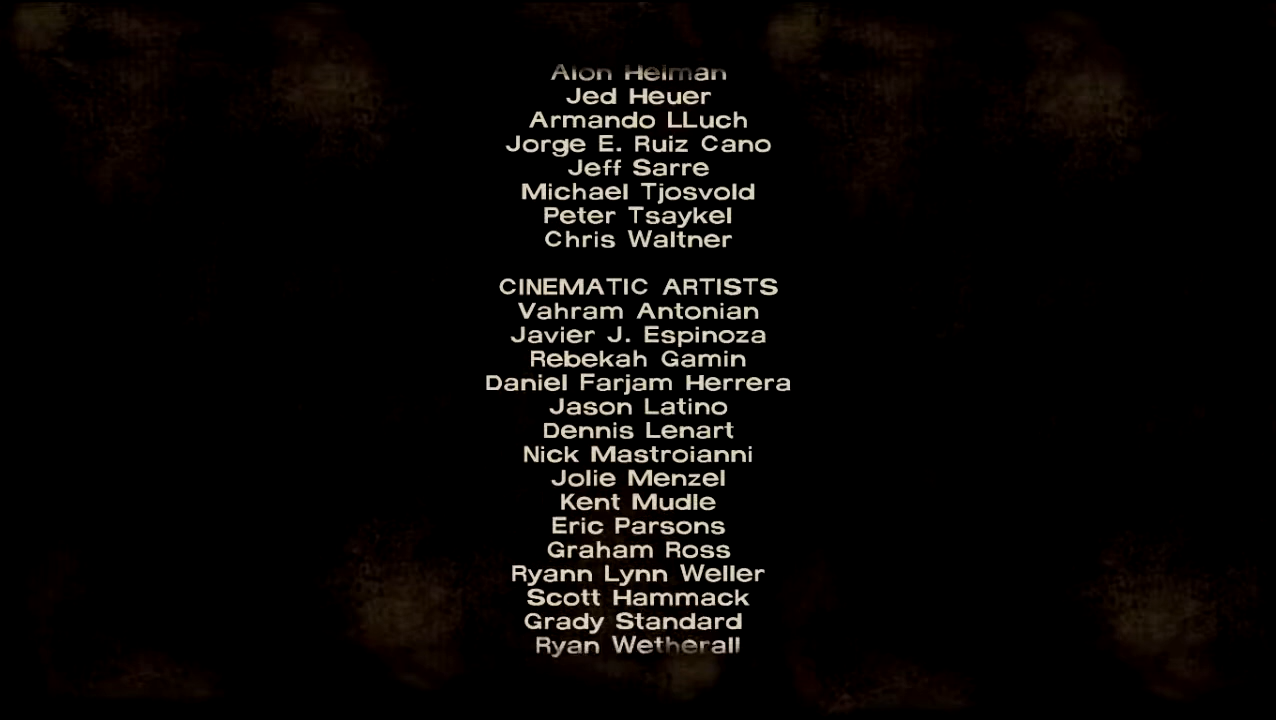 Alon Helman
Jed Heuer
Armando LLuch
Jorge E. Ruiz Cano
Jeff Sarre
Michael Tjosvold
Peter Tsaykel
Chris Waltner
CINEMATIC ARTISTS
Vahram Antonian
Javier J. Espinoza
Rebekah Gamin
Daniel Farjam Herrera
Jason Latino
Dennis Lenart
Nick Mastroianni
Jolie Menzel
Kent Mudle
Eric Parsons
Graham Ross
Ryann Lynn Weller
Scott Hammack
Grady Standard
Ryan Wetherall